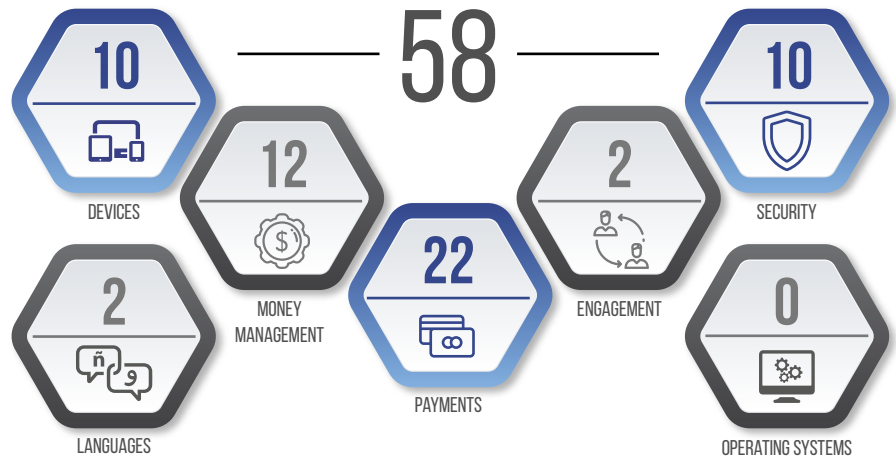 58
10
DEVICES
12
$
MONEY
MANAGEMENT
22
PAYMENTS
2
ENGAGEMENT
10
SECURITY
2
ñ
و
LANGUAGES
0
OPERATING SYSTEMS